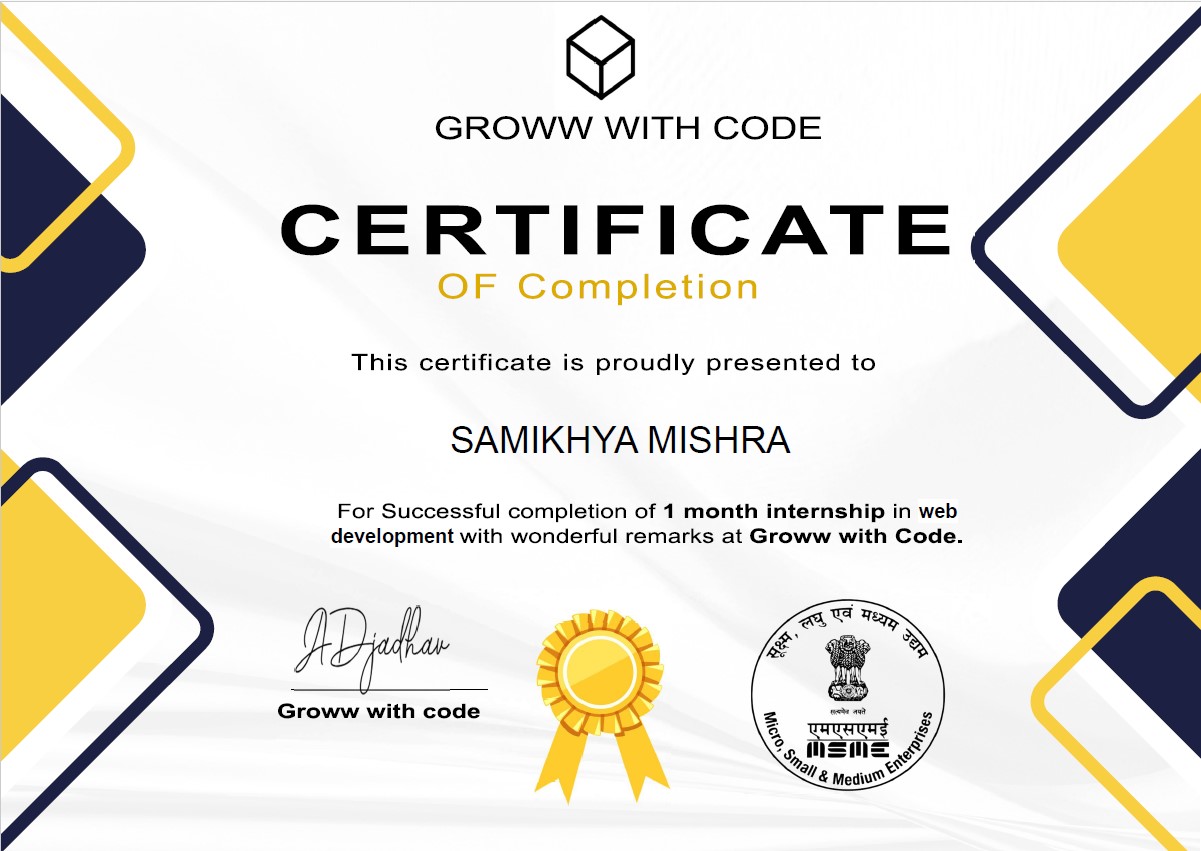 GROWW WITH CODE
CERTIFICATE
OF Completion
This certificate is proudly presented to
SAMIKHYA MISHRA
For Successful completion of 1 month internship in web
development with wonderful remarks at Groww with Code.
ADjadhav
Groww with code
सूक्ष्म, लघु एवं मध्यम उद्यम
सत्यमेव जयते
एमएसएमई
MSME
Micro, Small & Medium Enterprises